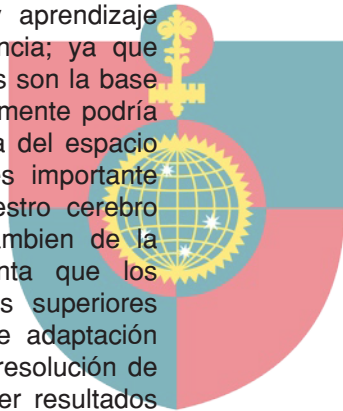 aprendizaje
ncia; ya que
s son la base
mente podría
a del espacio
es importante
estro cerebro
ambien de la
nta que los
s superiores
e adaptación
resolución de
er resultados